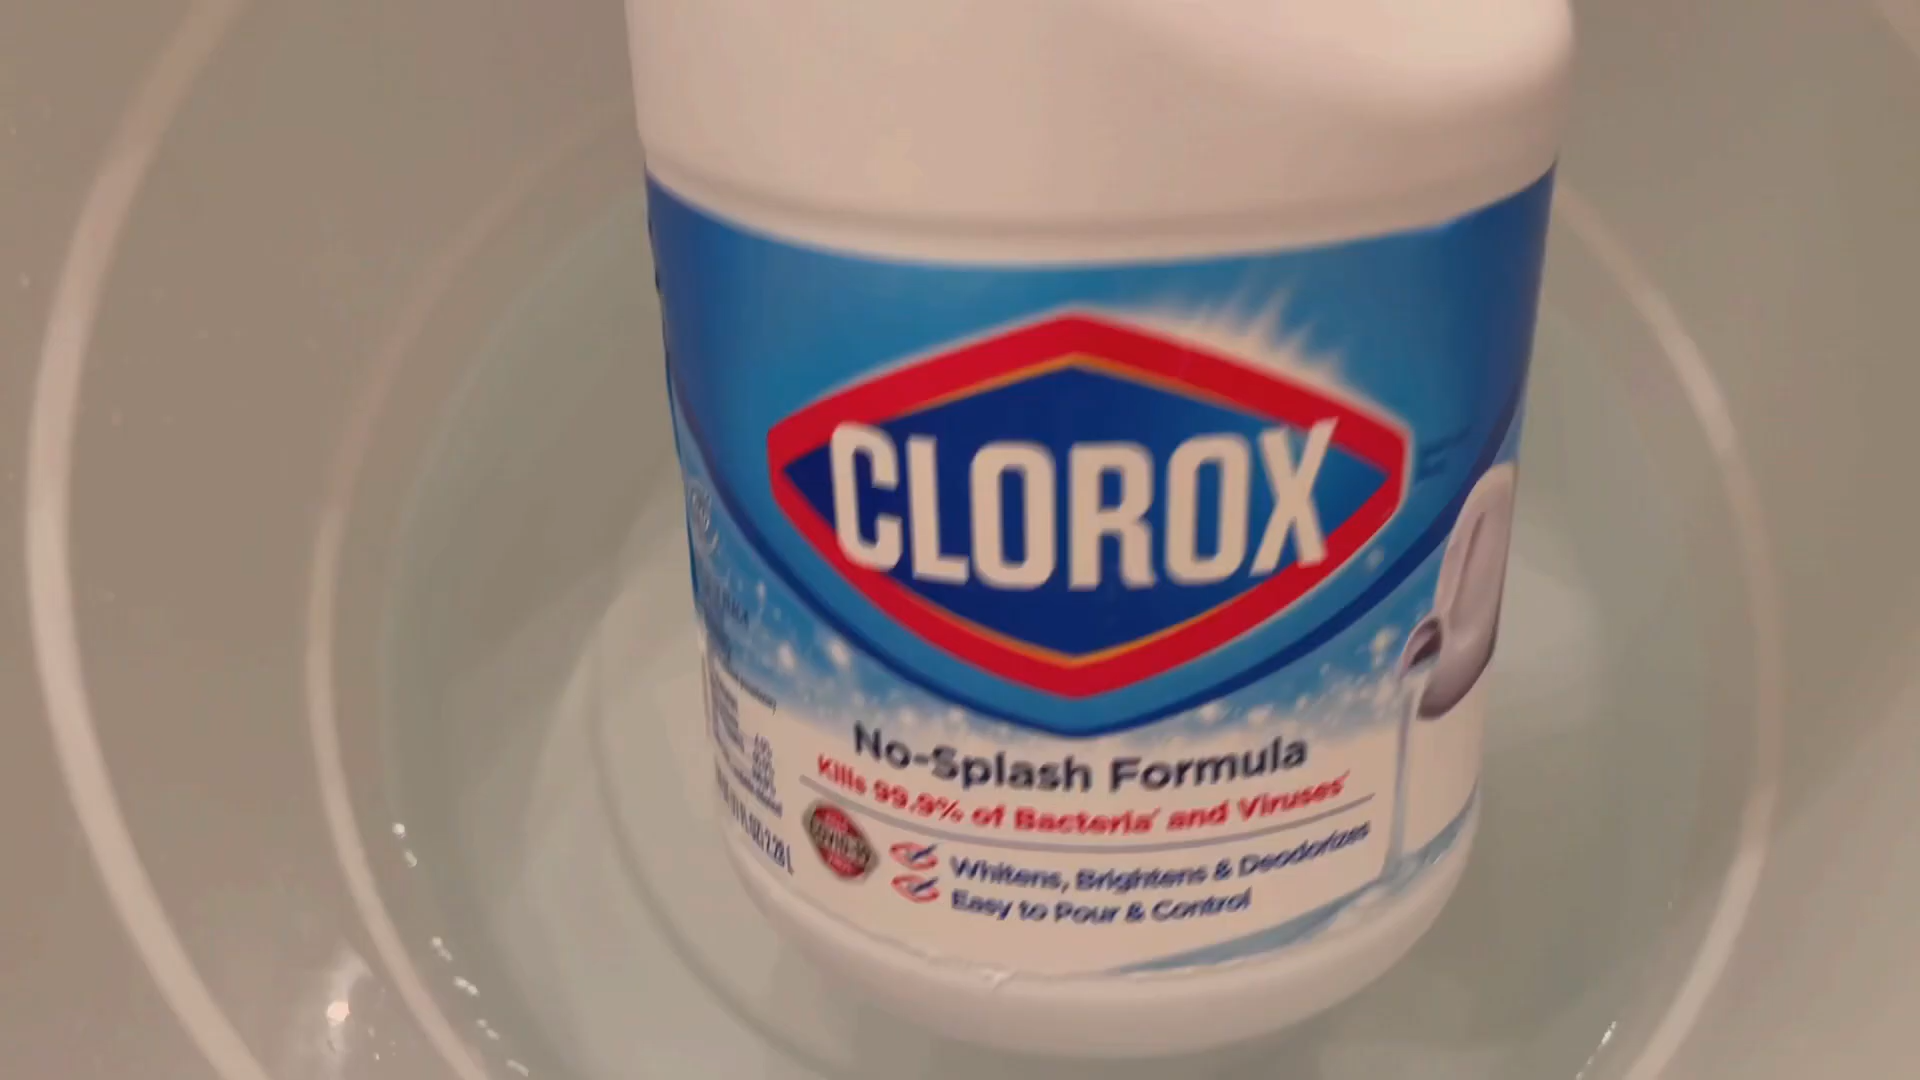 CLOROX
No-Splash Formula
Kills 99.9% of Bacteria* and Viruses*
Whitens, Brightens & Deodorizes
Easy to Pour & Control